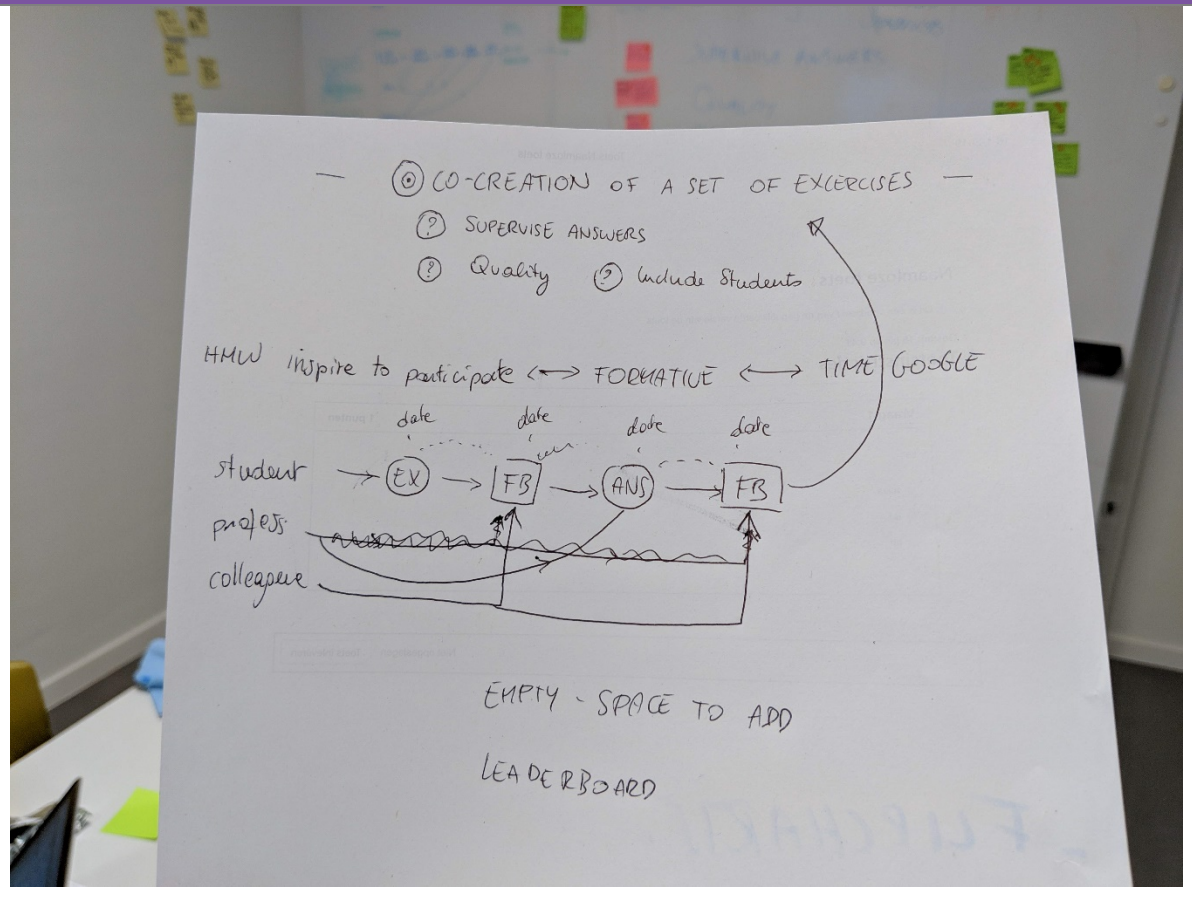 CO-CREATION OF A SET OF EXCERCISES
? SUPERVISE ANSWERS
? Quality ? Include Students
HMW inspire to participate ↔ FORMATIVE ↔ TIME GOOGLE
date date date date
student → EX → FB → ANS → FB
profess.
colleague
EMPTY - SPACE TO ADD
LEADERBOARD